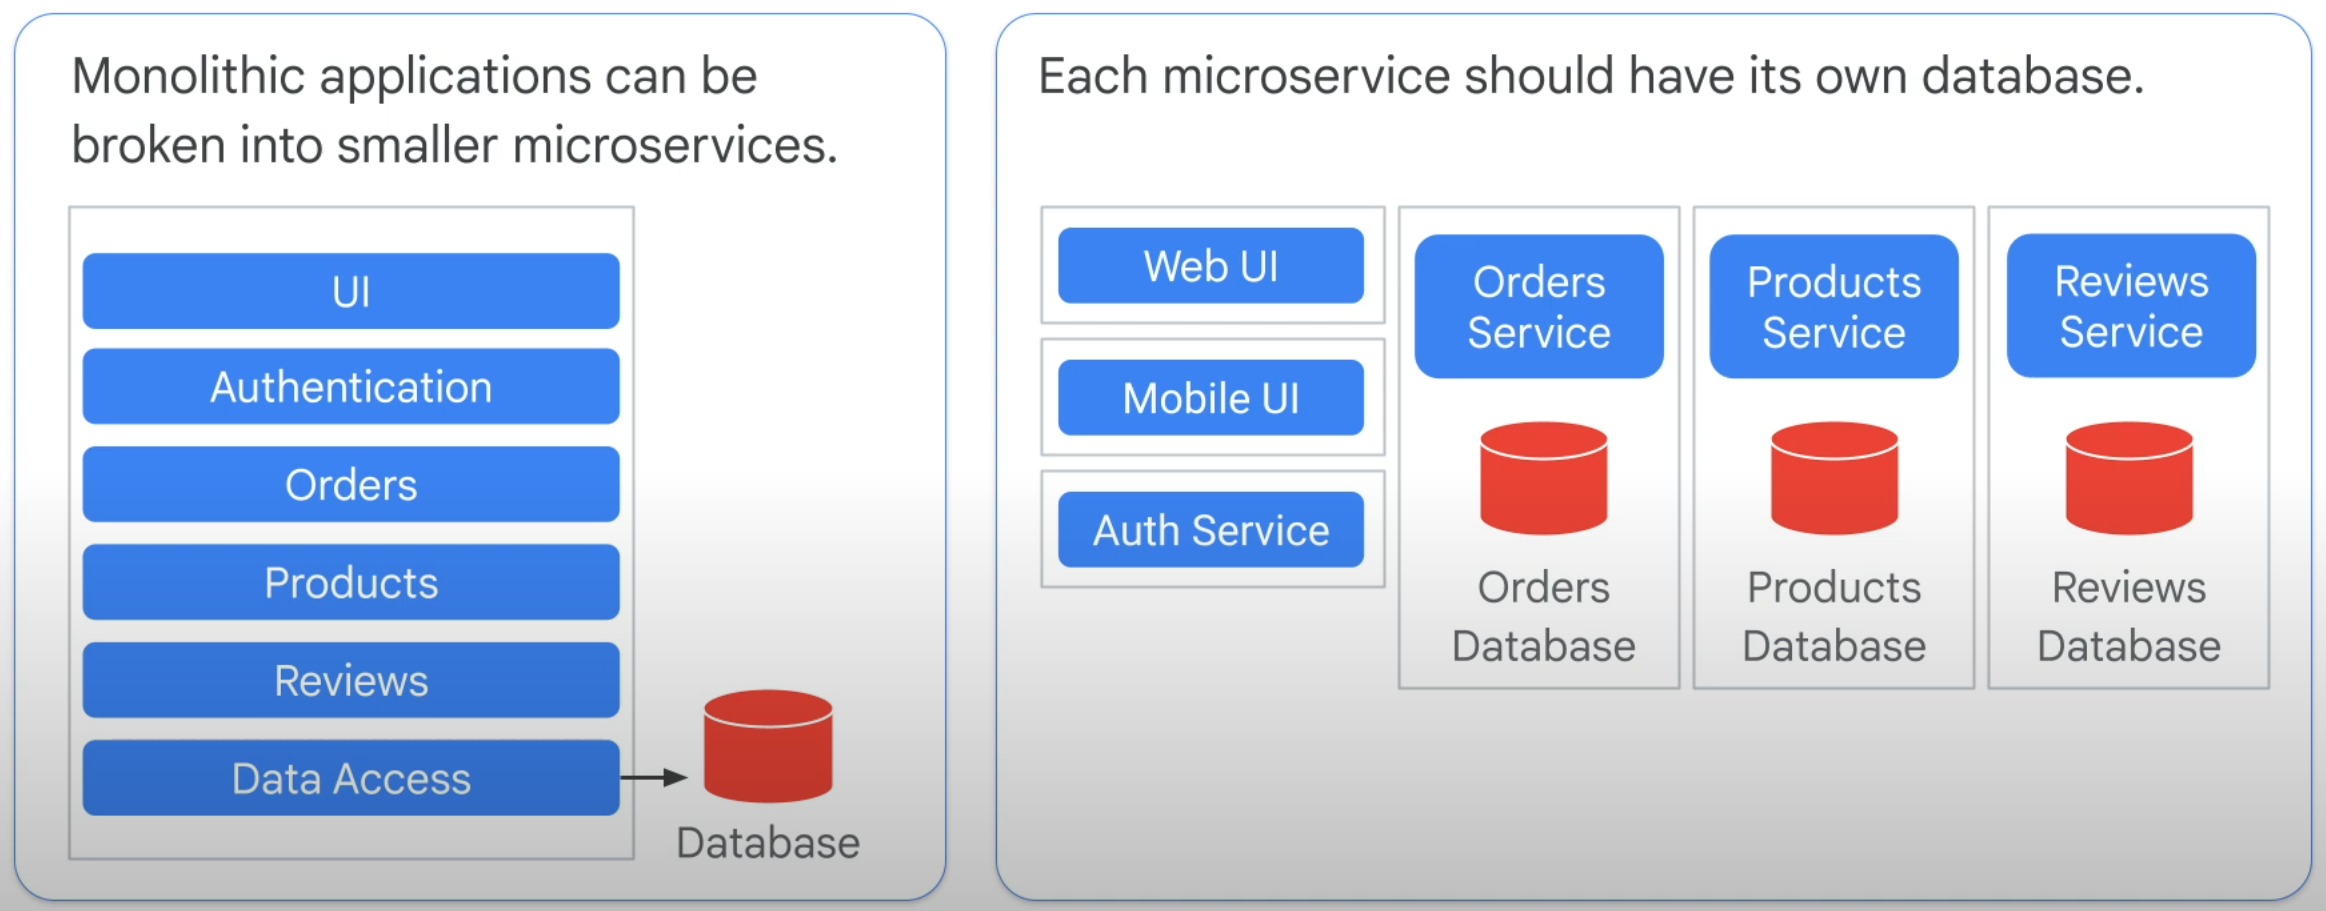 Monolithic applications can be
broken into smaller microservices.
UI
Authentication
Orders
Products
Reviews
Data Access
Database
Each microservice should have its own database.
Web UI
Mobile UI
Auth Service
Orders
Service
Orders
Database
Products
Service
Products
Database
Reviews
Service
Reviews
Database